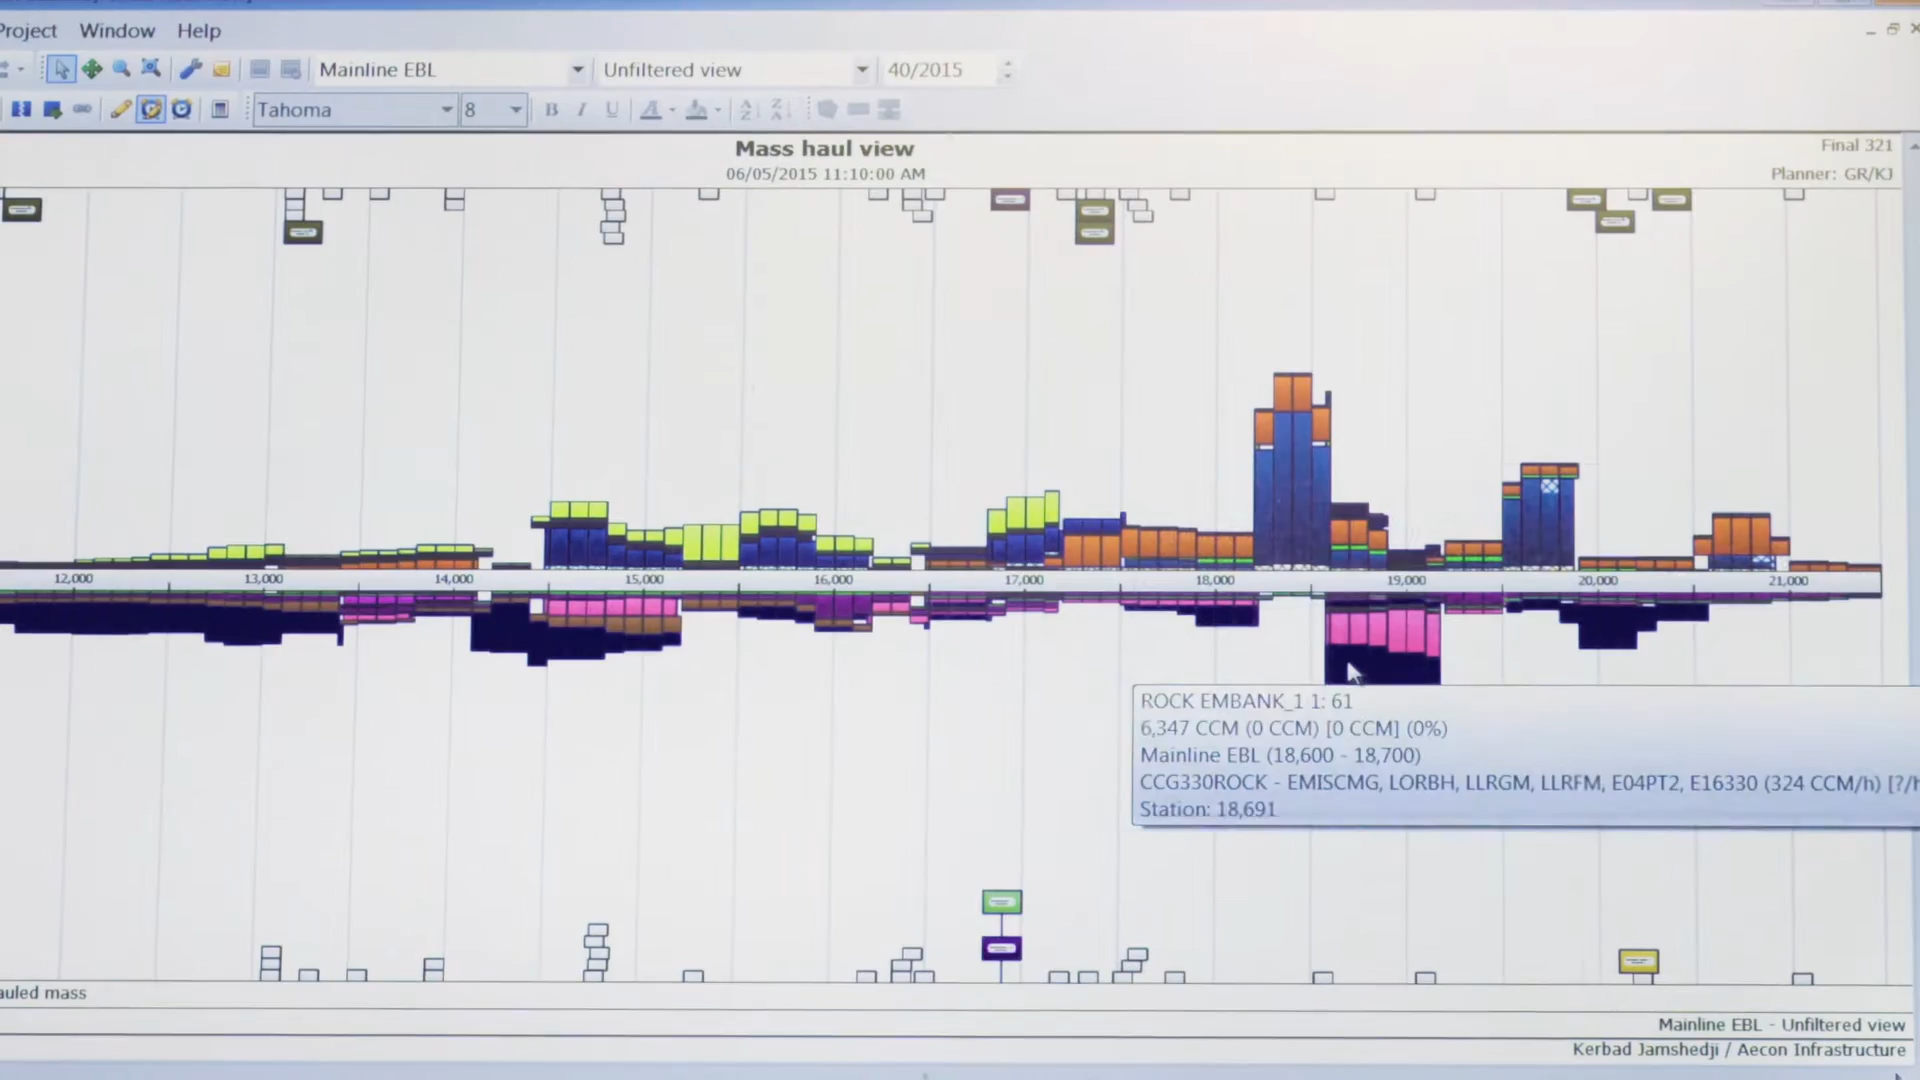 Project Window Help
Mainline EBL Unfiltered view 40/2015
Tahoma 8 B I U
Mass haul view
06/05/2015 11:10:00 AM
Final 321
Planner: GR/KJ
12,000 13,000 14,000 15,000 16,000 17,000 18,000 19,000 20,000 21,000
ROCK EMBANK_1 1: 61
6,347 CCM (0 CCM) [0 CCM] (0%)
Mainline EBL (18,600 - 18,700)
CCG330ROCK - EMISCMG, LORBH, LLRGM, LLRFM, E04PT2, E16330 (324 CCM/h) [?/h
Station: 18,691
auled mass
Mainline EBL - Unfiltered view
Kerbad Jamshedji / Aecon Infrastructure